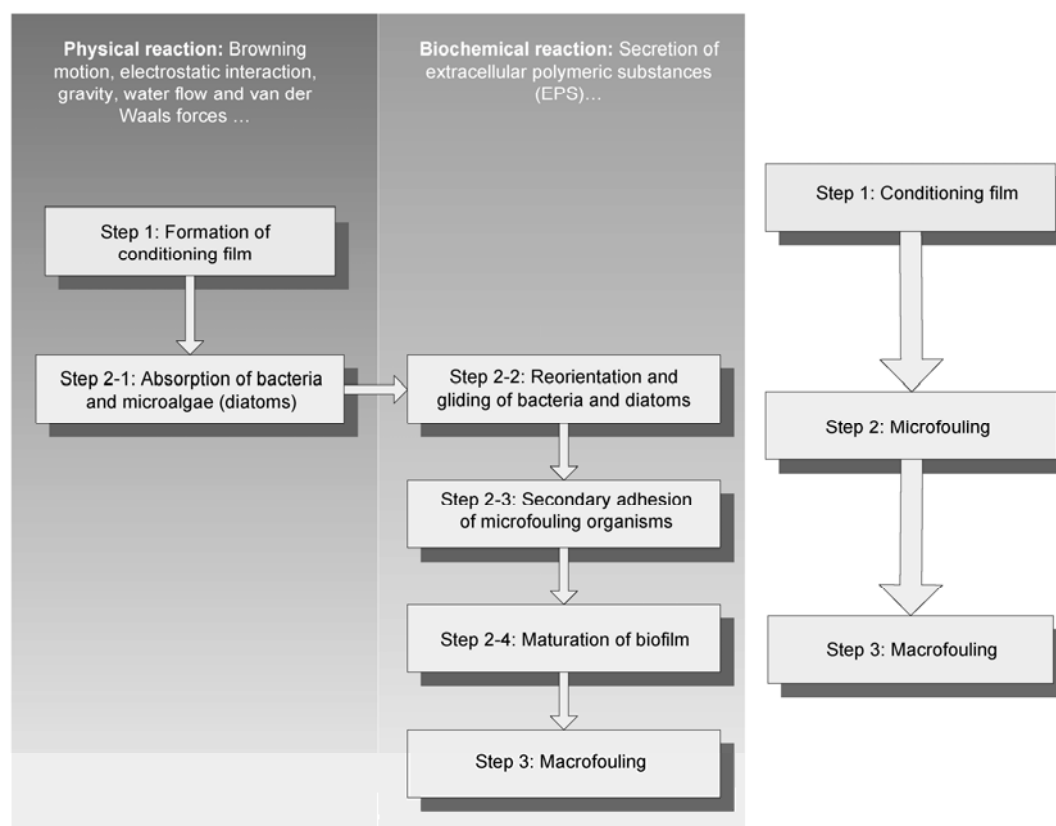 Physical reaction: Browning
motion, electrostatic interaction,
gravity, water flow and van der
Waals forces ...
Biochemical reaction: Secretion of
extracellular polymeric substances
(EPS)...
Step 1: Formation of
conditioning film
Step 2-1: Absorption of bacteria
and microalgae (diatoms)
Step 2-2: Reorientation and
gliding of bacteria and diatoms
Step 2-3: Secondary adhesion
of microfouling organisms
Step 2-4: Maturation of biofilm
Step 3: Macrofouling
Step 1: Conditioning film
Step 2: Microfouling
Step 3: Macrofouling